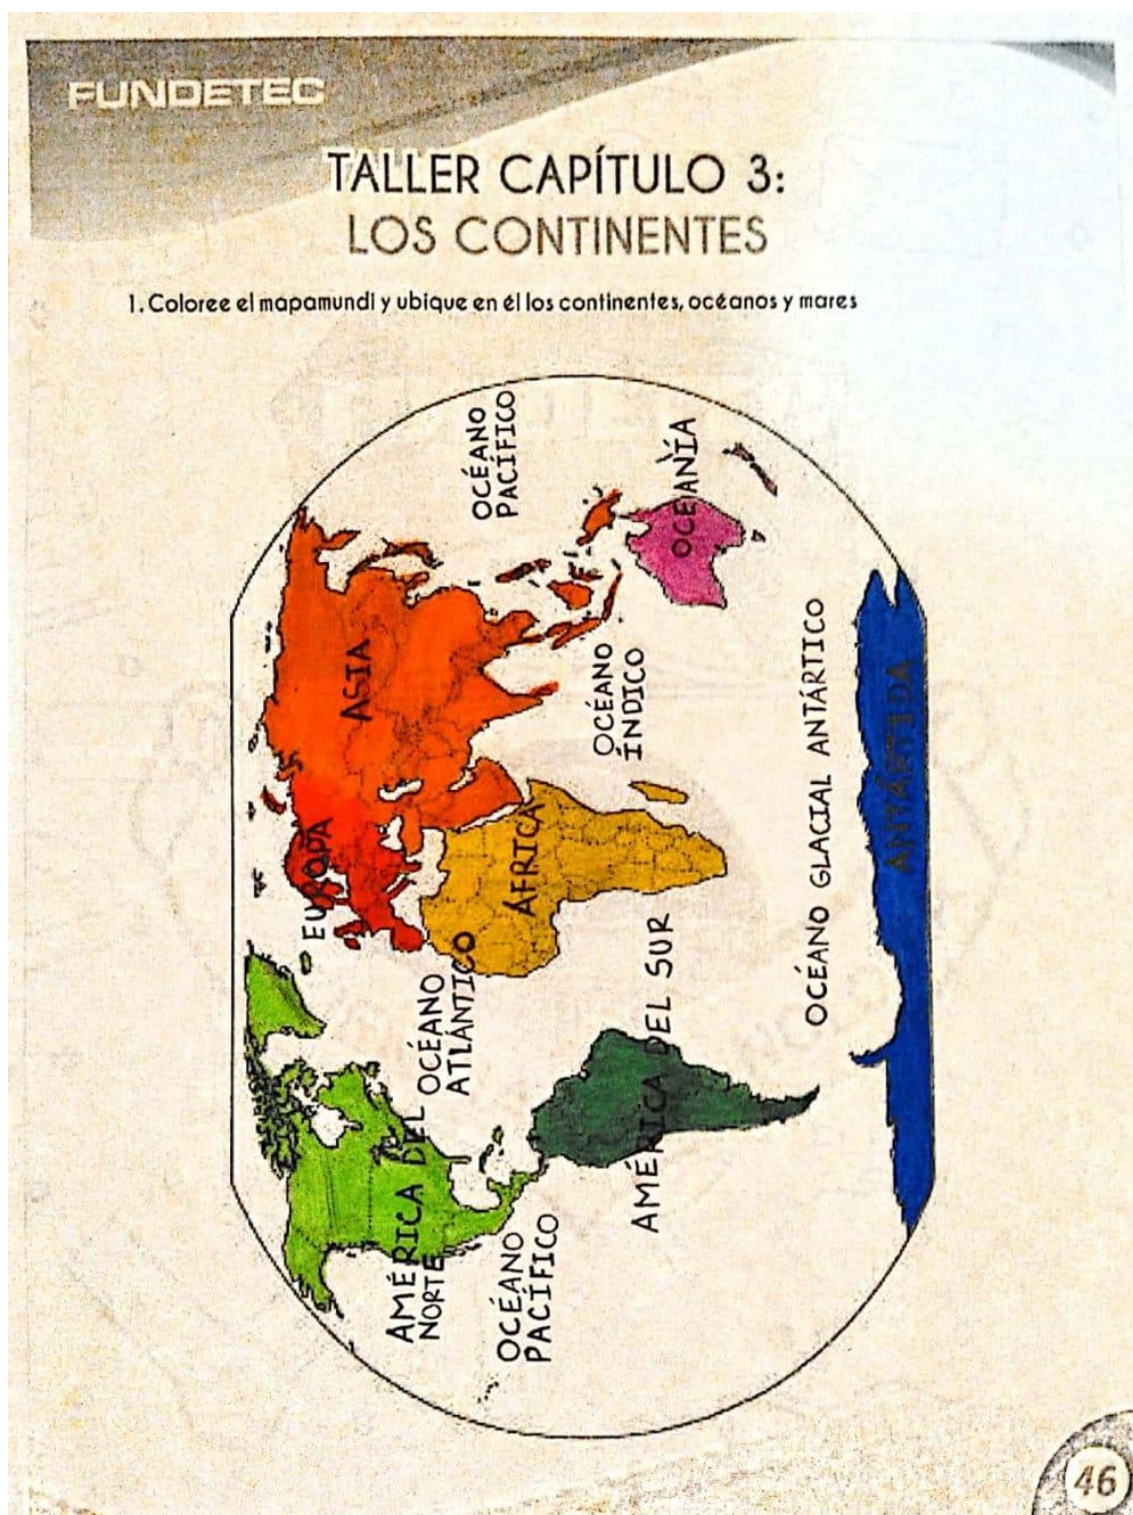 FUNDETEC
TALLER CAPÍTULO 3:
LOS CONTINENTES
1. Coloree el mapamundi y ubique en él los continentes, océanos y mares
OCÉANO
PACÍFICO
OCEANÍA
ASIA
OCÉANO
ÍNDICO
OCÉANO GLACIAL ANTÁRTICO
ANTÁRTIDA
EUROPA
ÁFRICA
OCÉANO
ATLÁNTICO
AMÉRICA DEL SUR
AMÉRICA DEL
NORTE
OCÉANO
PACÍFICO
46